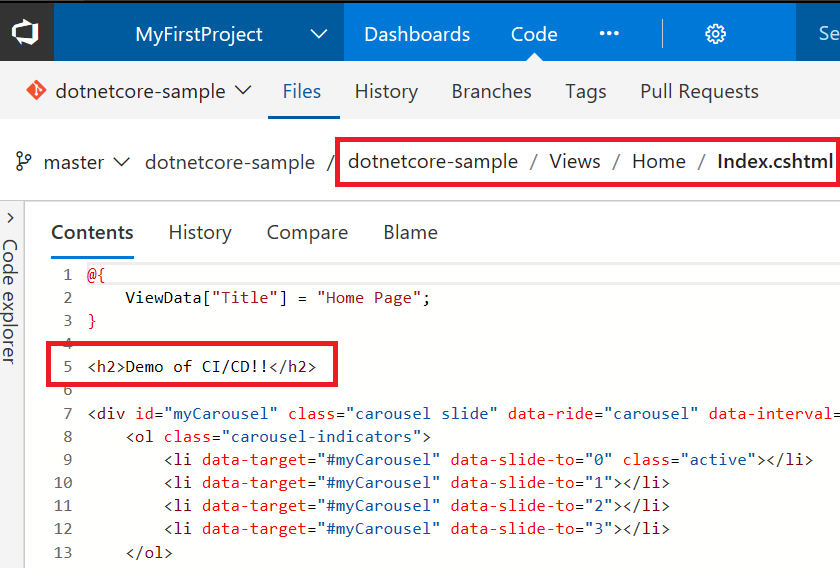 MyFirstProject Dashboards Code ••• Se
dotnetcore-sample Files History Branches Tags Pull Requests
master dotnetcore-sample / dotnetcore-sample / Views / Home / Index.cshtml
Code explorer
Contents History Compare Blame
1 @{
2 ViewData["Title"] = "Home Page";
3 }
4
5 <h2>Demo of CI/CD!!</h2>
6
7 <div id="myCarousel" class="carousel slide" data-ride="carousel" data-interval=
8 <ol class="carousel-indicators">
9 <li data-target="#myCarousel" data-slide-to="0" class="active"></li>
10 <li data-target="#myCarousel" data-slide-to="1"></li>
11 <li data-target="#myCarousel" data-slide-to="2"></li>
12 <li data-target="#myCarousel" data-slide-to="3"></li>
13 </ol>